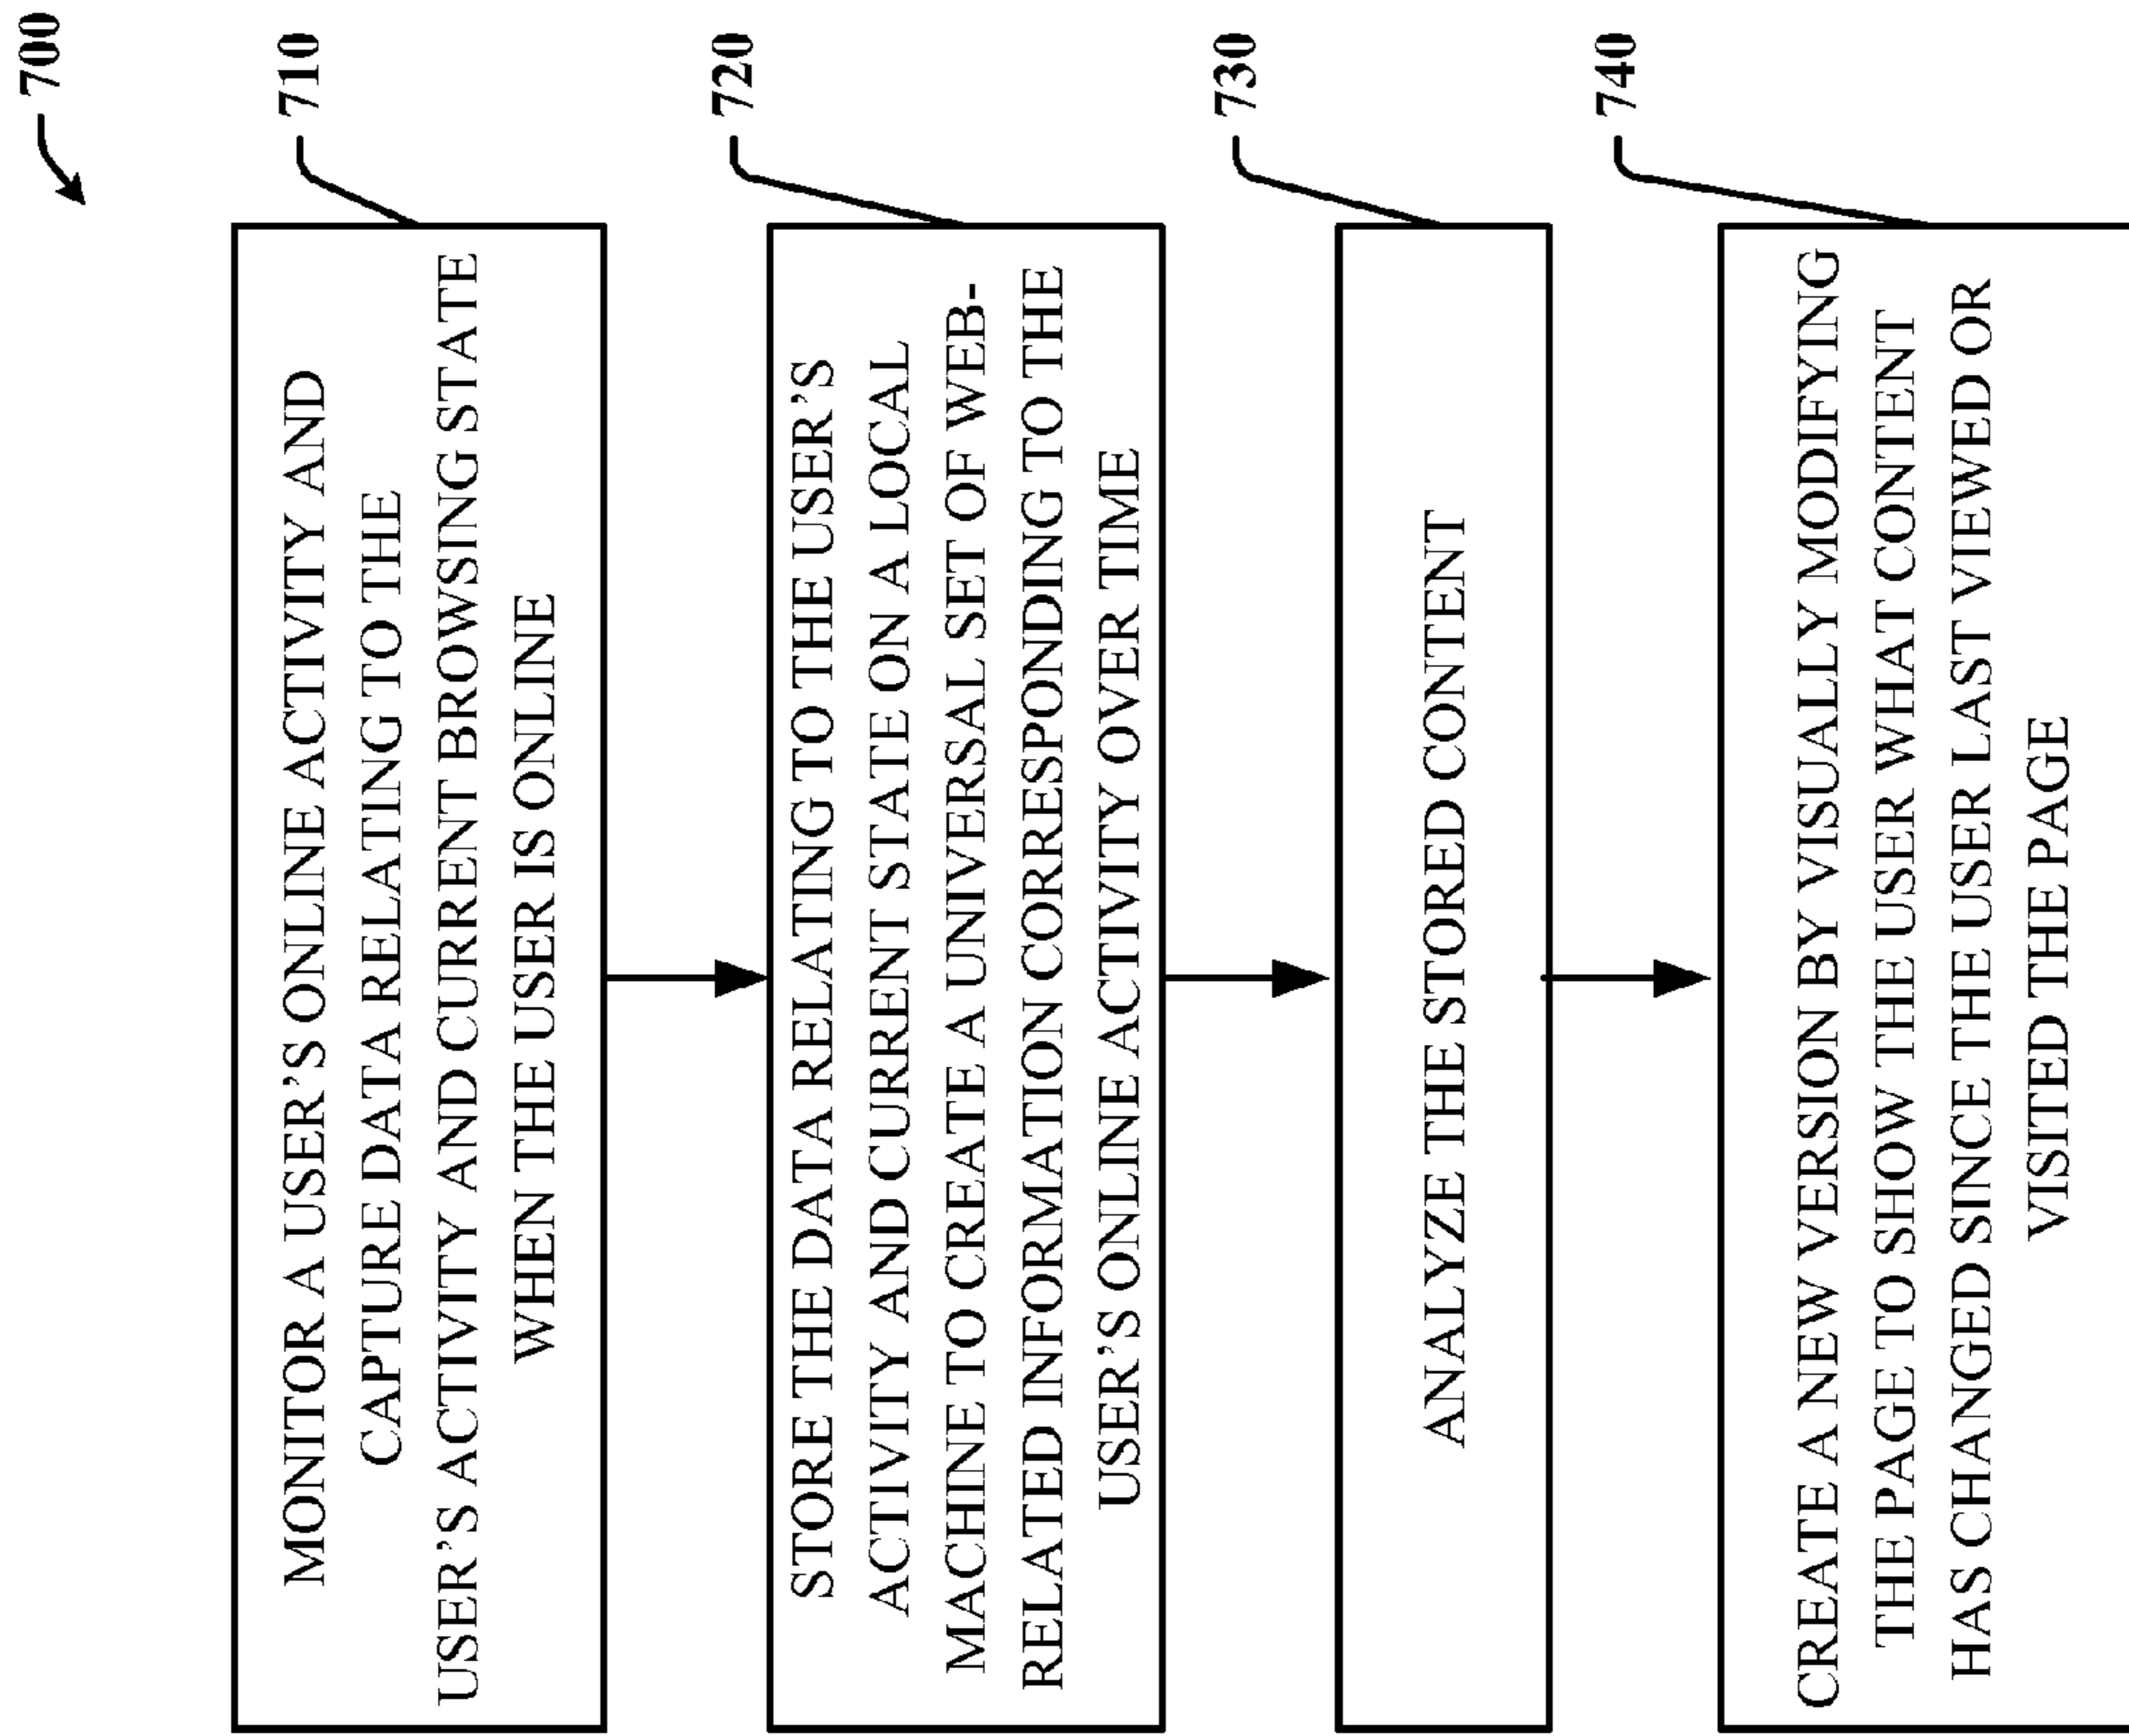 700
710
MONITOR A USER’S ONLINE ACTIVITY AND
CAPTURE DATA RELATING TO THE
USER’S ACTIVITY AND CURRENT BROWSING STATE
WHEN THE USER IS ONLINE
720
STORE THE DATA RELATING TO THE USER’S
ACTIVITY AND CURRENT STATE ON A LOCAL
MACHINE TO CREATE A UNIVERSAL SET OF WEB-
RELATED INFORMATION CORRESPONDING TO THE
USER’S ONLINE ACTIVITY OVER TIME
730
ANALYZE THE STORED CONTENT
740
CREATE A NEW VERSION BY VISUALLY MODIFYING
THE PAGE TO SHOW THE USER WHAT CONTENT
HAS CHANGED SINCE THE USER LAST VIEWED OR
VISITED THE PAGE